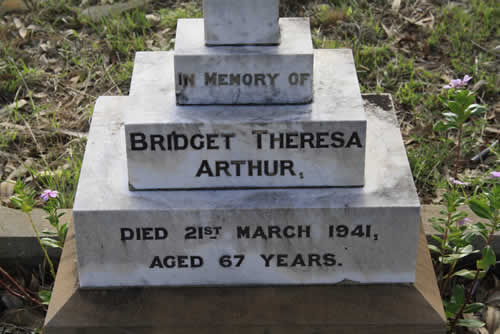 IN MEMORY OF
BRIDGET THERESA
ARTHUR,
DIED 21ST MARCH 1941,
AGED 67 YEARS.